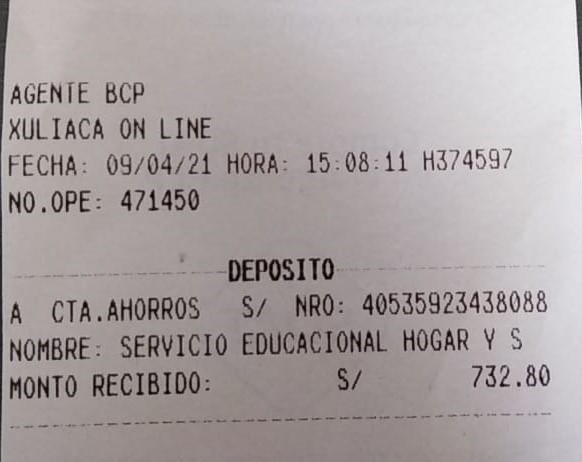 AGENTE BCP
XULIACA ON LINE
FECHA: 09/04/21 HORA: 15:08:11 H374597
NO.OPE: 471450
DEPOSITO
A CTA.AHORROS S/ NRO: 40535923438088
NOMBRE: SERVICIO EDUCACIONAL HOGAR Y S
MONTO RECIBIDO: S/ 732.80